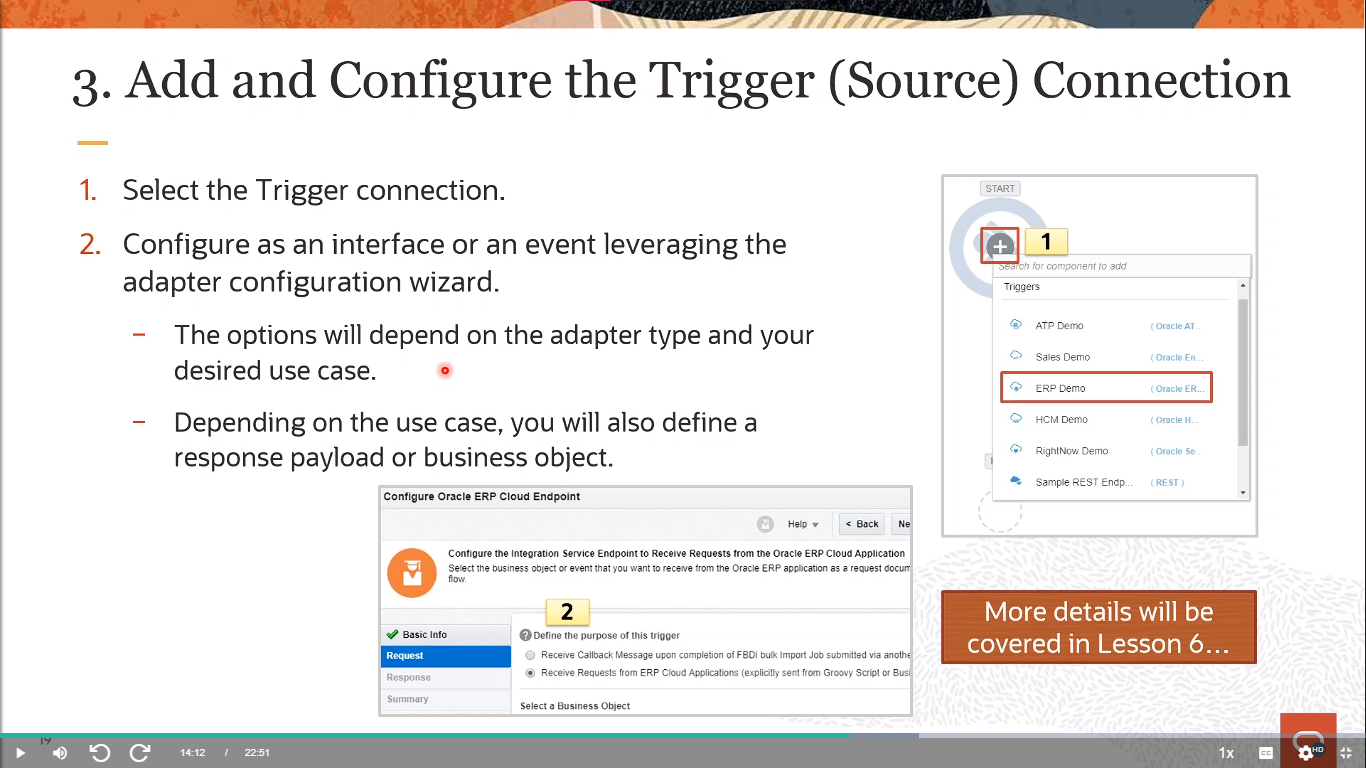 3. Add and Configure the Trigger (Source) Connection
1. Select the Trigger connection.
2. Configure as an interface or an event leveraging the
adapter configuration wizard.
– The options will depend on the adapter type and your
desired use case.
– Depending on the use case, you will also define a
response payload or business object.
START
1
Search for component to add
Triggers
ATP Demo ( Oracle AT...
Sales Demo ( Oracle En...
ERP Demo ( Oracle ER...
HCM Demo ( Oracle H...
RightNow Demo ( Oracle Se...
Sample REST Endp... ( REST )
Configure Oracle ERP Cloud Endpoint
Help < Back Ne
Configure the Integration Service Endpoint to Receive Requests from the Oracle ERP Cloud Application
Select the business object or event that you want to receive from the Oracle ERP application as a request docum
flow.
2
Basic Info
Request
Response
Summary
? Define the purpose of this trigger
Receive Callback Message upon completion of FBDI bulk Import Job submitted via anothe
Receive Requests from ERP Cloud Applications (explicitly sent from Groovy Script or Busi
Select a Business Object
More details will be
covered in Lesson 6...
19
14:12 / 22:51
1x
CC
HD